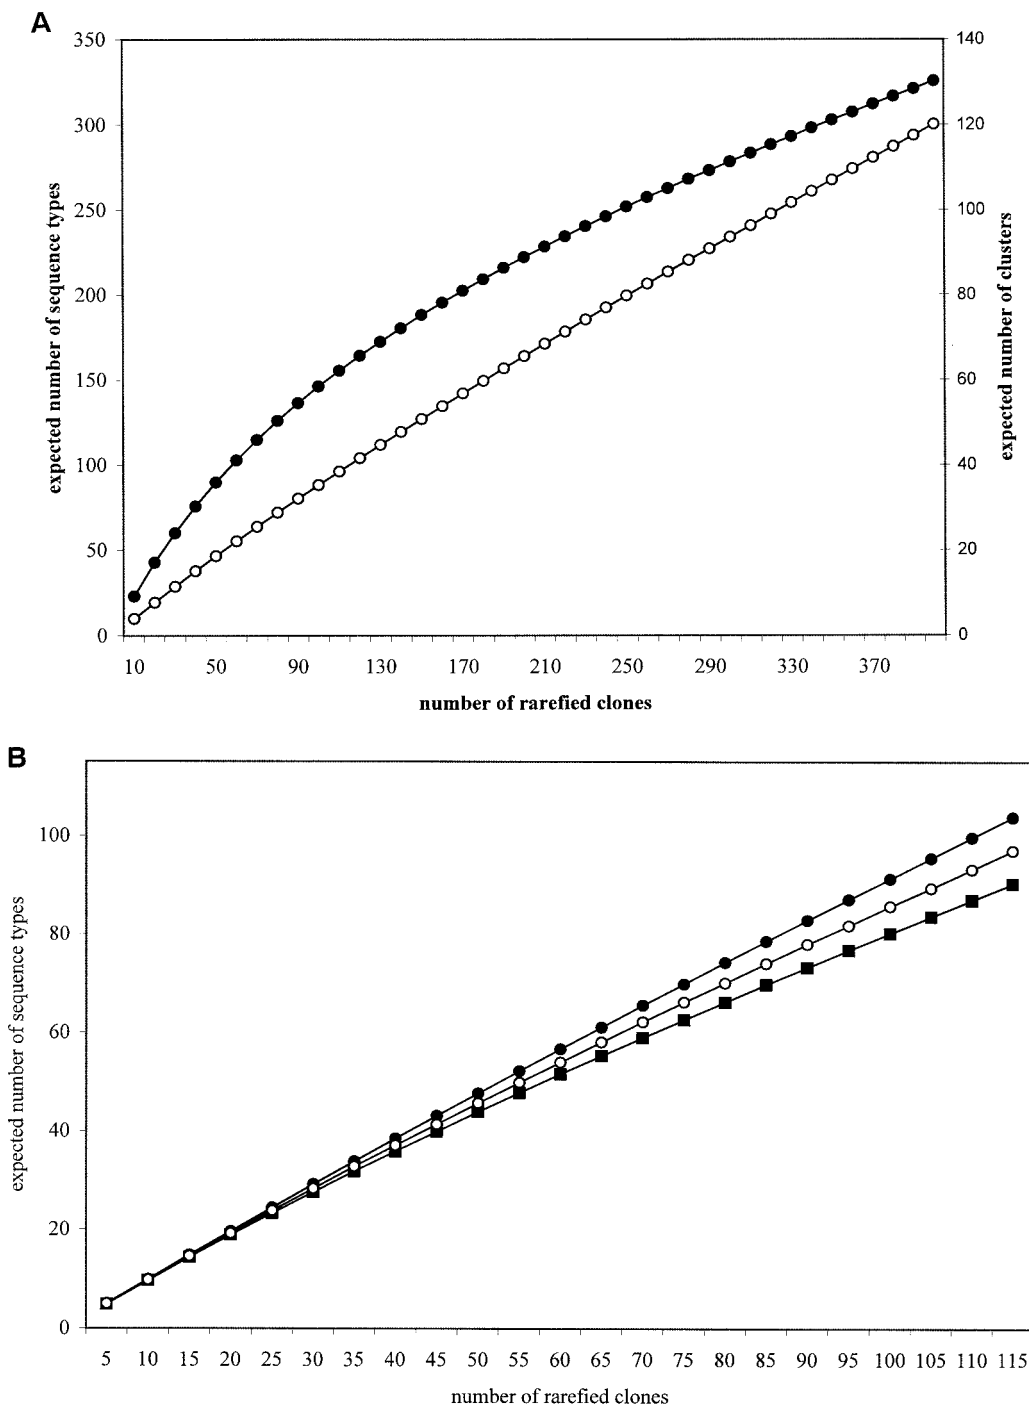 A
350
300
250
200
150
100
50
0
140
120
100
80
60
40
20
0
expected number of sequence types
expected number of clusters
10 50 90 130 170 210 250 290 330 370
number of rarefied clones
B
100
80
60
40
20
0
expected number of sequence types
5 10 15 20 25 30 35 40 45 50 55 60 65 70 75 80 85 90 95 100 105 110 115
number of rarefied clones